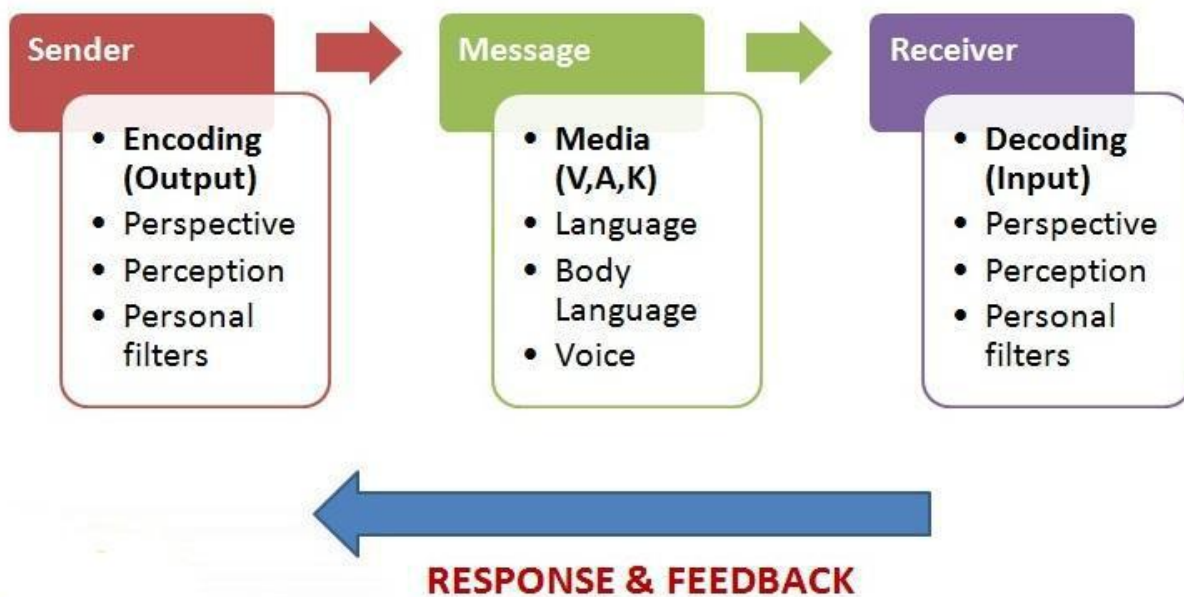 Sender
• Encoding
(Output)
• Perspective
• Perception
• Personal
filters
Message
• Media
(V,A,K)
• Language
• Body
Language
• Voice
Receiver
• Decoding
(Input)
• Perspective
• Perception
• Personal
filters
RESPONSE & FEEDBACK